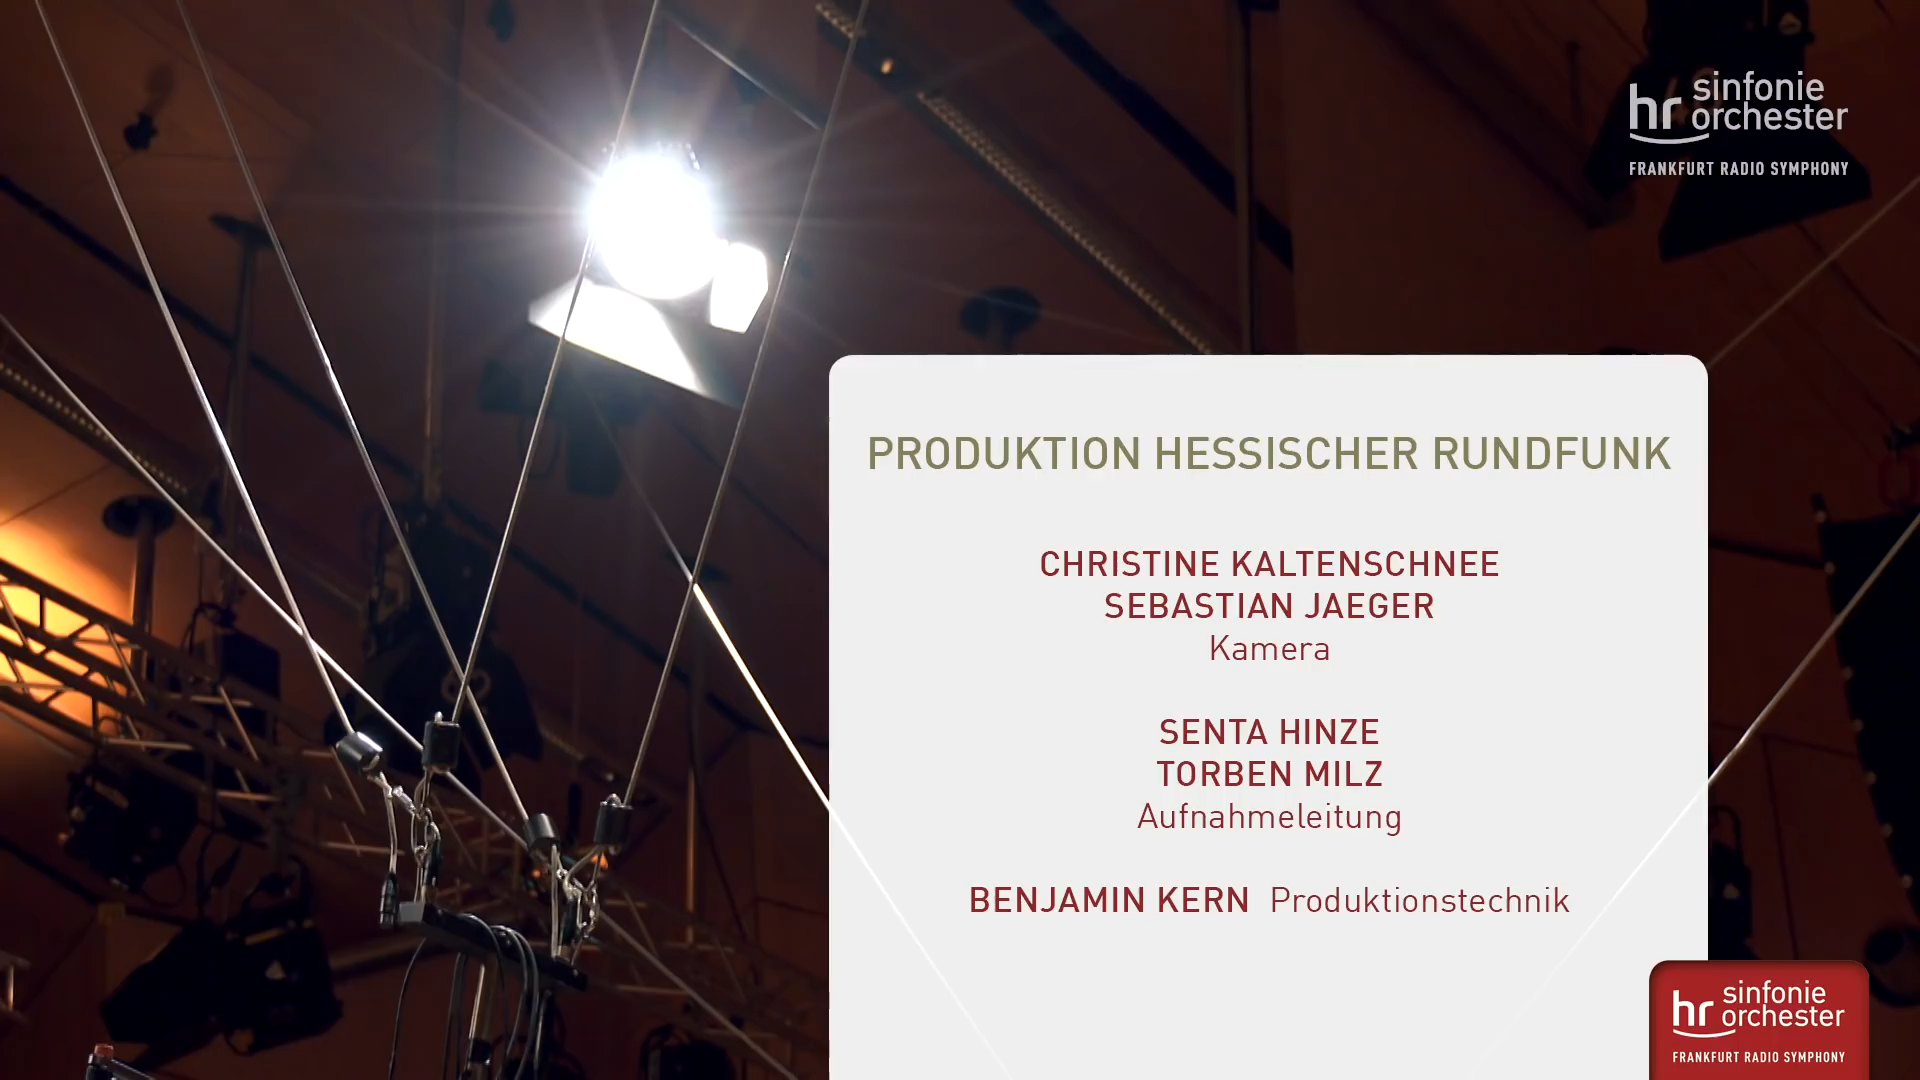 hr sinfonie
orchester
FRANKFURT RADIO SYMPHONY
PRODUKTION HESSISCHER RUNDFUNK
CHRISTINE KALTENSCHNEE
SEBASTIAN JAEGER
Kamera
SENTA HINZE
TORBEN MILZ
Aufnahmeleitung
BENJAMIN KERN Produktionstechnik
hr sinfonie
orchester
FRANKFURT RADIO SYMPHONY